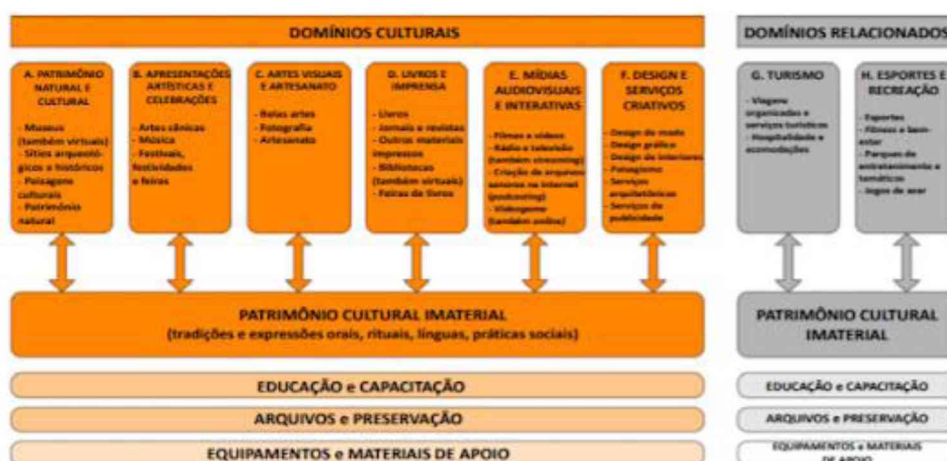 DOMÍNIOS CULTURAIS
DOMÍNIOS RELACIONADOS
A. PATRIMÔNIO
NATURAL E
CULTURAL
- Museus
(também virtuais)
- Sítios arqueoló-
gicos e históricos
- Paisagens
culturais
- Patrimônio
natural
B. APRESENTAÇÕES
ARTÍSTICAS E
CELEBRAÇÕES
- Artes cênicas
- Música
- Festivais,
festividades
e feiras
C. ARTES VISUAIS
E ARTESANATO
- Belas artes
- Fotografia
- Artesanato
D. LIVROS E
IMPRENSA
- Livros
- Jornais e revistas
- Outros materiais
impressos
- Bibliotecas
(também virtuais)
- Feiras de livros
E. MÍDIAS
AUDIOVISUAIS
E INTERATIVAS
- Filmes e vídeos
- Rádio e televisão
(também streaming)
- Criação de arquivos
sonoros na internet
(podcasting)
- Videogame
(também online)
F. DESIGN E
SERVIÇOS
CRIATIVOS
- Design de moda
- Design gráfico
- Design de interiores
- Paisagismo
- Serviços
arquitetônicos
- Serviços de
publicidade
G. TURISMO
- Viagens
organizadas e
serviços turísticos
- Hospitalidade e
acomodações
H. ESPORTES E
RECREAÇÃO
- Esportes
- Fitness e bem-
estar
- Parques de
entretenimento e
temáticos
- Jogos de azar
PATRIMÔNIO CULTURAL IMATERIAL
(tradições e expressões orais, rituais, línguas, práticas sociais)
PATRIMÔNIO CULTURAL
IMATERIAL
EDUCAÇÃO e CAPACITAÇÃO
EDUCAÇÃO e CAPACITAÇÃO
ARQUIVOS e PRESERVAÇÃO
ARQUIVOS e PRESERVAÇÃO
EQUIPAMENTOS e MATERIAIS DE APOIO
EQUIPAMENTOS e MATERIAIS
DE APOIO